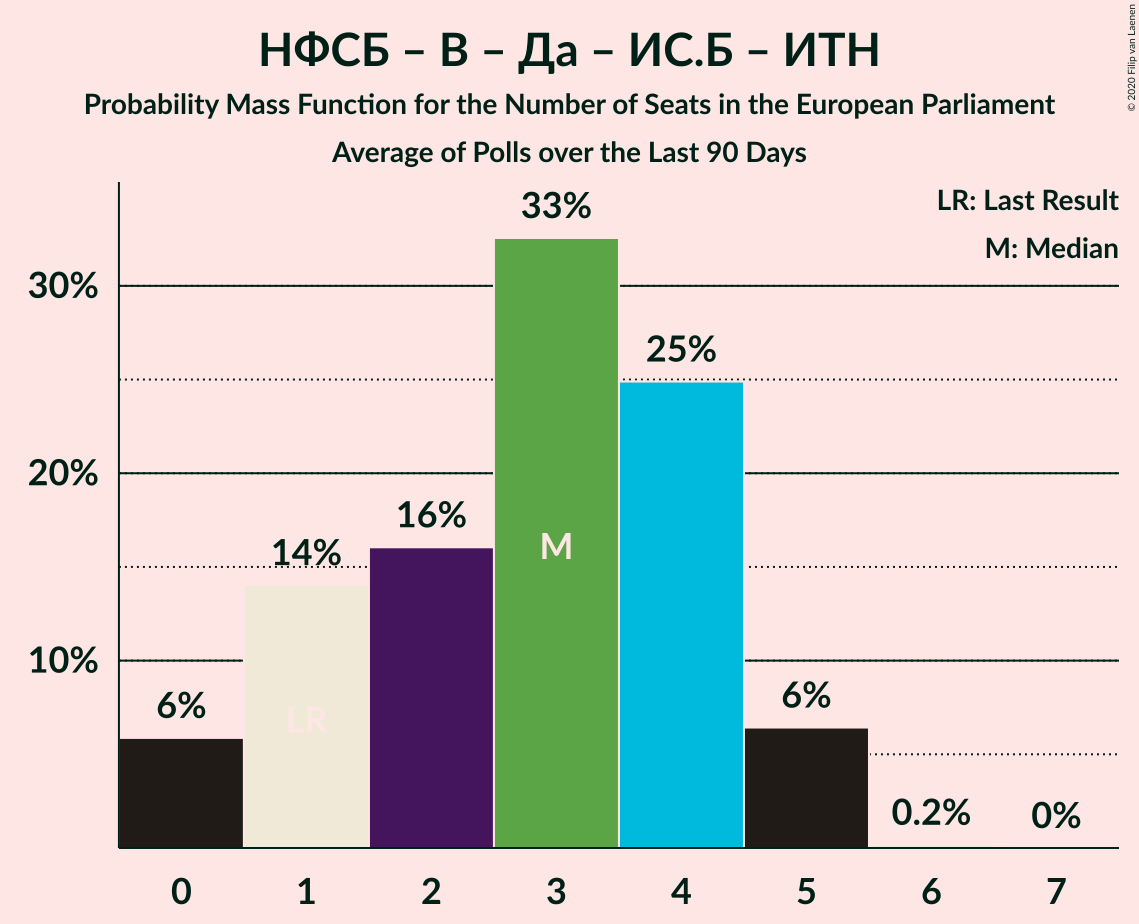 НФСБ – В – Да – ИС.Б – ИТН
Probability Mass Function for the Number of Seats in the European Parliament
Average of Polls over the Last 90 Days
© 2020 Filip van Laenen
LR: Last Result
M: Median
33%
30%
25%
20%
16%
14%
M
10%
6%
LR
6%
0.2%
0%
0 1 2 3 4 5 6 7